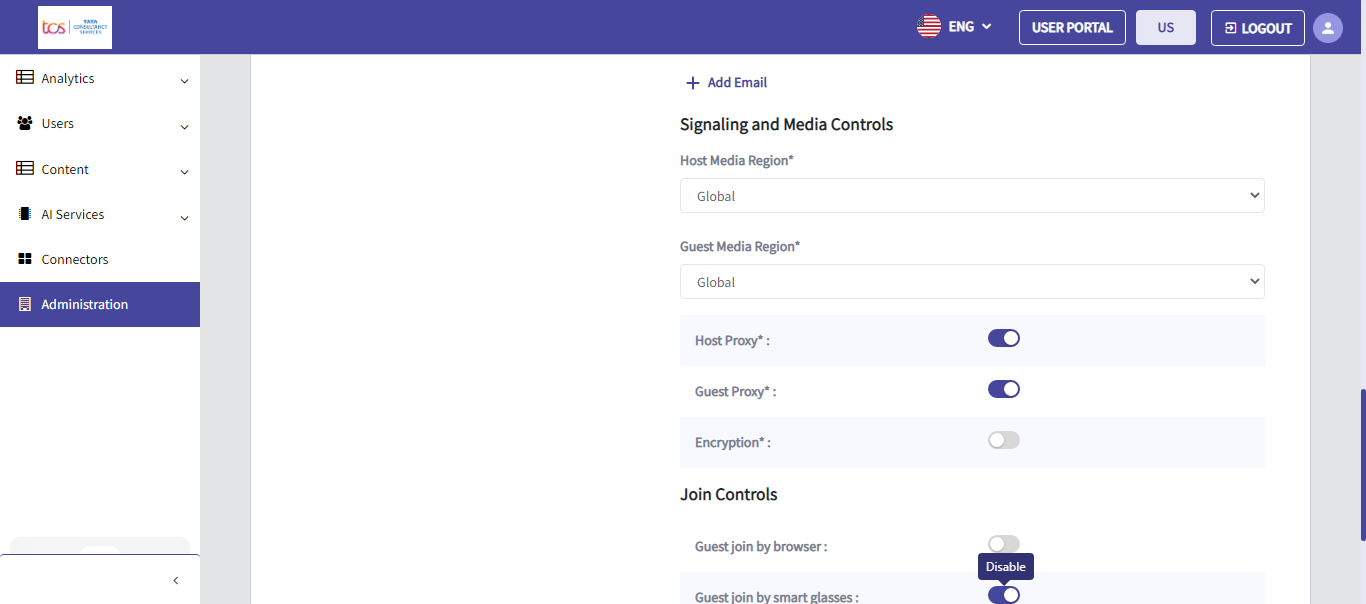 tcs
TATA
CONSULTANCY
SERVICES
ENG
USER PORTAL
US
LOGOUT
Analytics
Users
Content
AI Services
Connectors
Administration
+ Add Email
Signaling and Media Controls
Host Media Region*
Global
Guest Media Region*
Global
Host Proxy* :
Guest Proxy* :
Encryption* :
Join Controls
Guest join by browser :
Disable
Guest join by smart glasses :